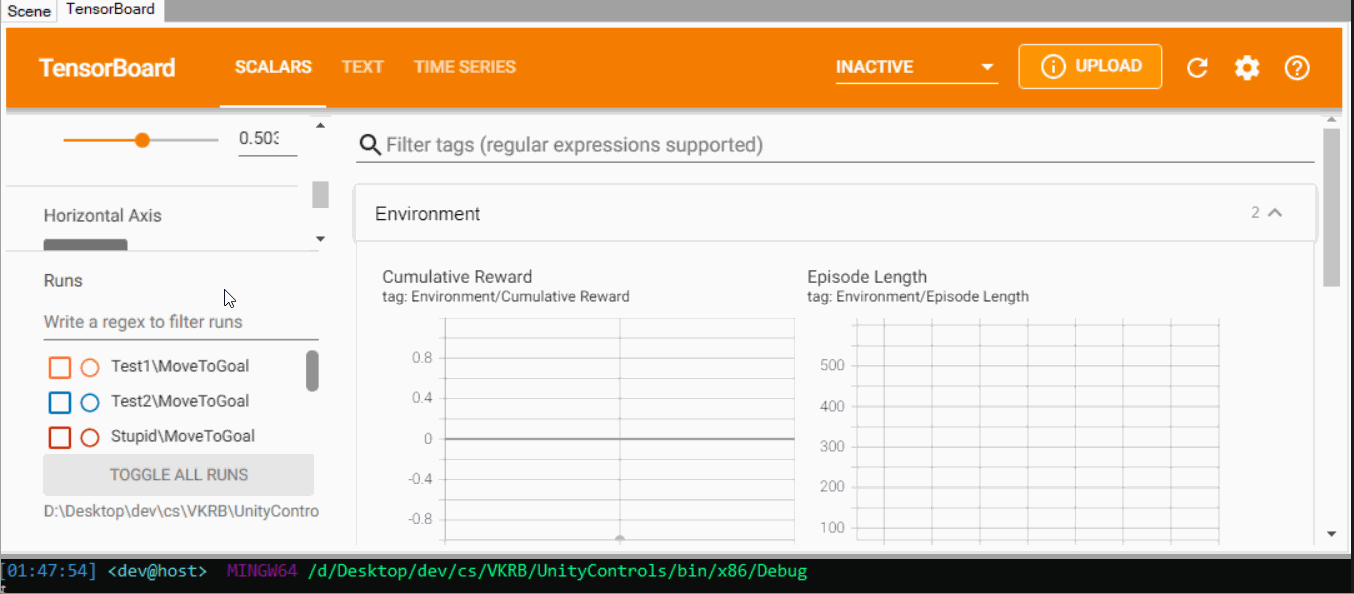 Scene TensorBoard
TensorBoard SCALARS TEXT TIME SERIES INACTIVE UPLOAD
0.503
Filter tags (regular expressions supported)
Horizontal Axis
Environment 2
Runs
Write a regex to filter runs
Test1\MoveToGoal
Test2\MoveToGoal
Stupid\MoveToGoal
TOGGLE ALL RUNS
D:\Desktop\dev\cs\VKRB\UnityContro
Cumulative Reward
tag: Environment/Cumulative Reward
0.8
0.4
0
-0.4
-0.8
Episode Length
tag: Environment/Episode Length
500
400
300
200
100
[01:47:54] <dev@host> MINGW64 /d/Desktop/dev/cs/VKRB/UnityControls/bin/x86/Debug